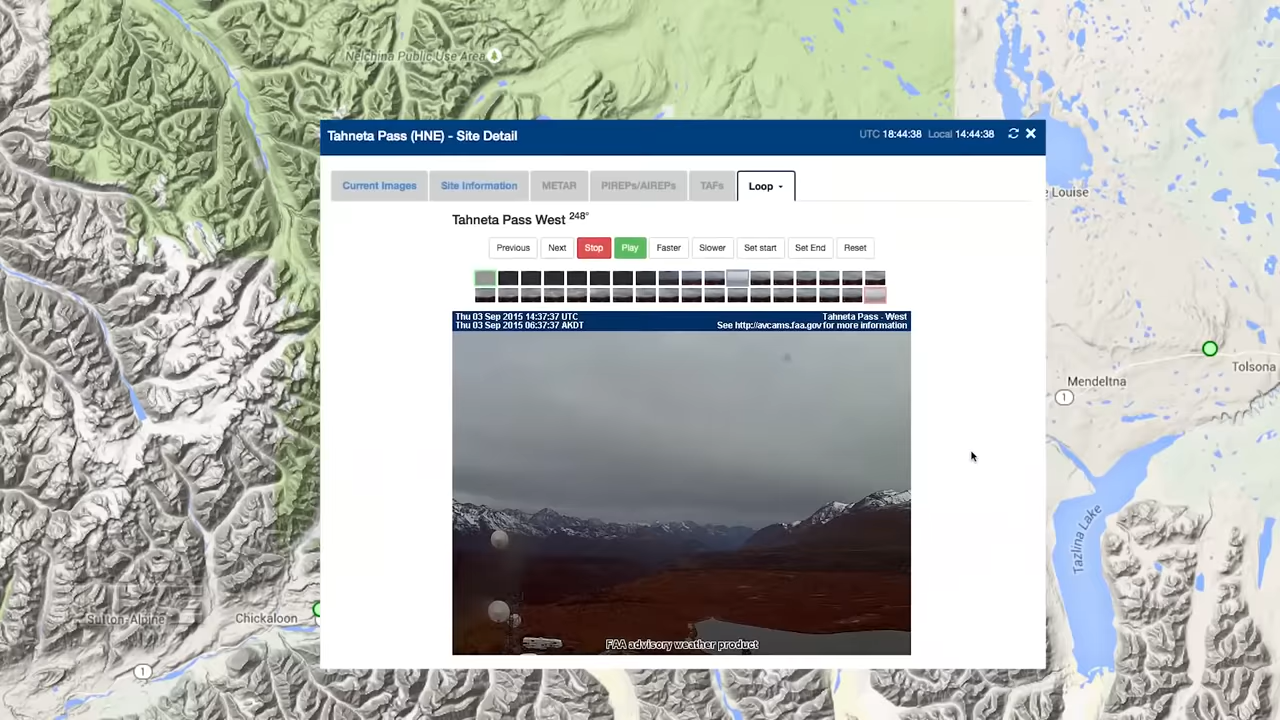 Nelchina Public Use Area
Tahneta Pass (HNE) - Site Detail
UTC 18:44:38 Local 14:44:38
Current Images
Site Information
METAR
PIREPs/AIREPs
TAFs
Loop
e Louise
Tahneta Pass West 248°
Previous
Next
Stop
Play
Faster
Slower
Set start
Set End
Reset
Thu 03 Sep 2015 14:37:37 UTC
Tahneta Pass - West
Thu 03 Sep 2015 06:37:37 AKDT
See http://avcams.faa.gov for more information
Tolsona
Mendeltna
1
Tazlina Lake
Sutton-Alpine
Chickaloon
FAA advisory weather product
1